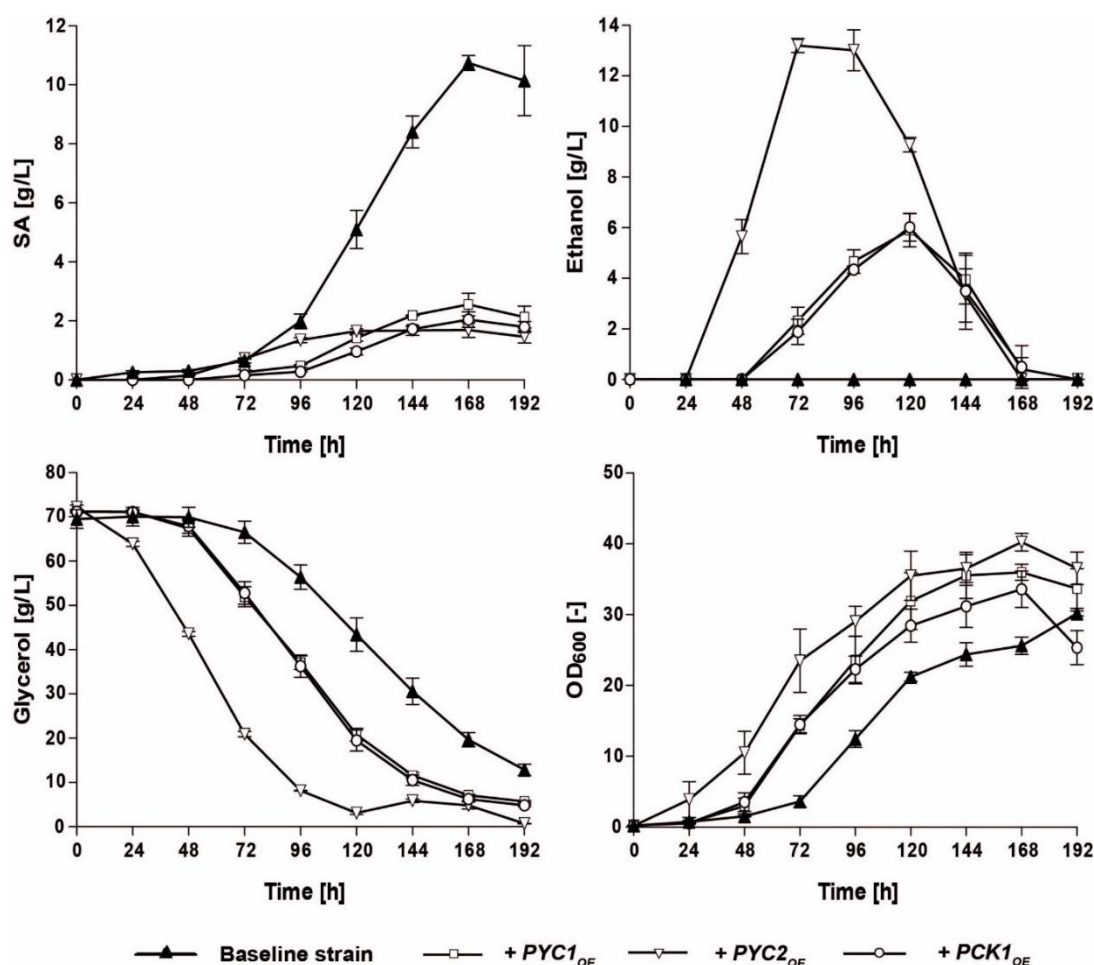 SA [g/L]
12
10
8
6
4
2
0
0 24 48 72 96 120 144 168 192
Time [h]
Ethanol [g/L]
14
12
10
8
6
4
2
0
0 24 48 72 96 120 144 168 192
Time [h]
Glycerol [g/L]
80
70
60
50
40
30
20
10
0
0 24 48 72 96 120 144 168 192
Time [h]
OD600 [-]
50
40
30
20
10
0
0 24 48 72 96 120 144 168 192
Time [h]
Baseline strain + PYC1OE + PYC2OE + PCK1OE